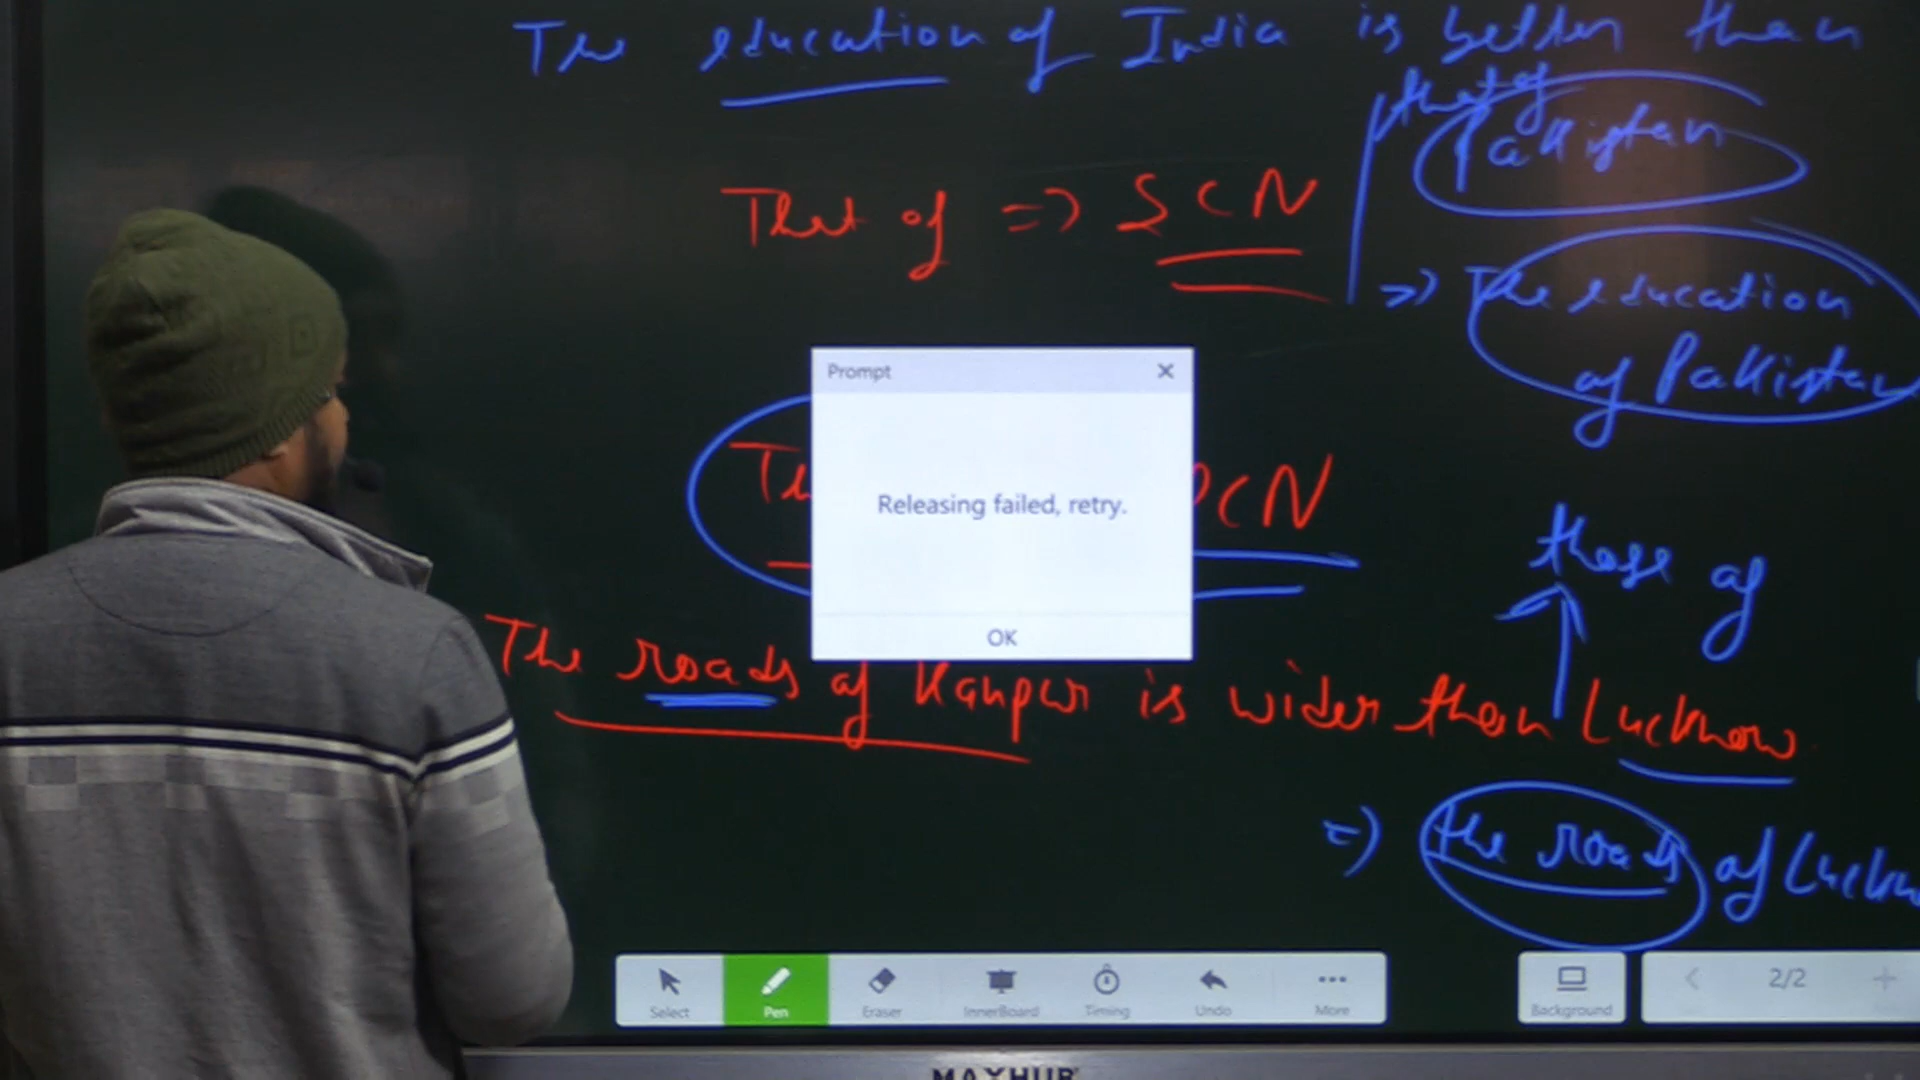 The education of India is better than
that of
Pakistan
That of => SCN
=> The education
of Pakistan
Prompt
Releasing failed, retry.
OK
CN
those of
The roads of Kanpur is wider than Lucknow
=> the roads of Luckn
Select
Pen
Eraser
InnerBoard
Timing
Undo
More
Background
2/2
MAXHUB